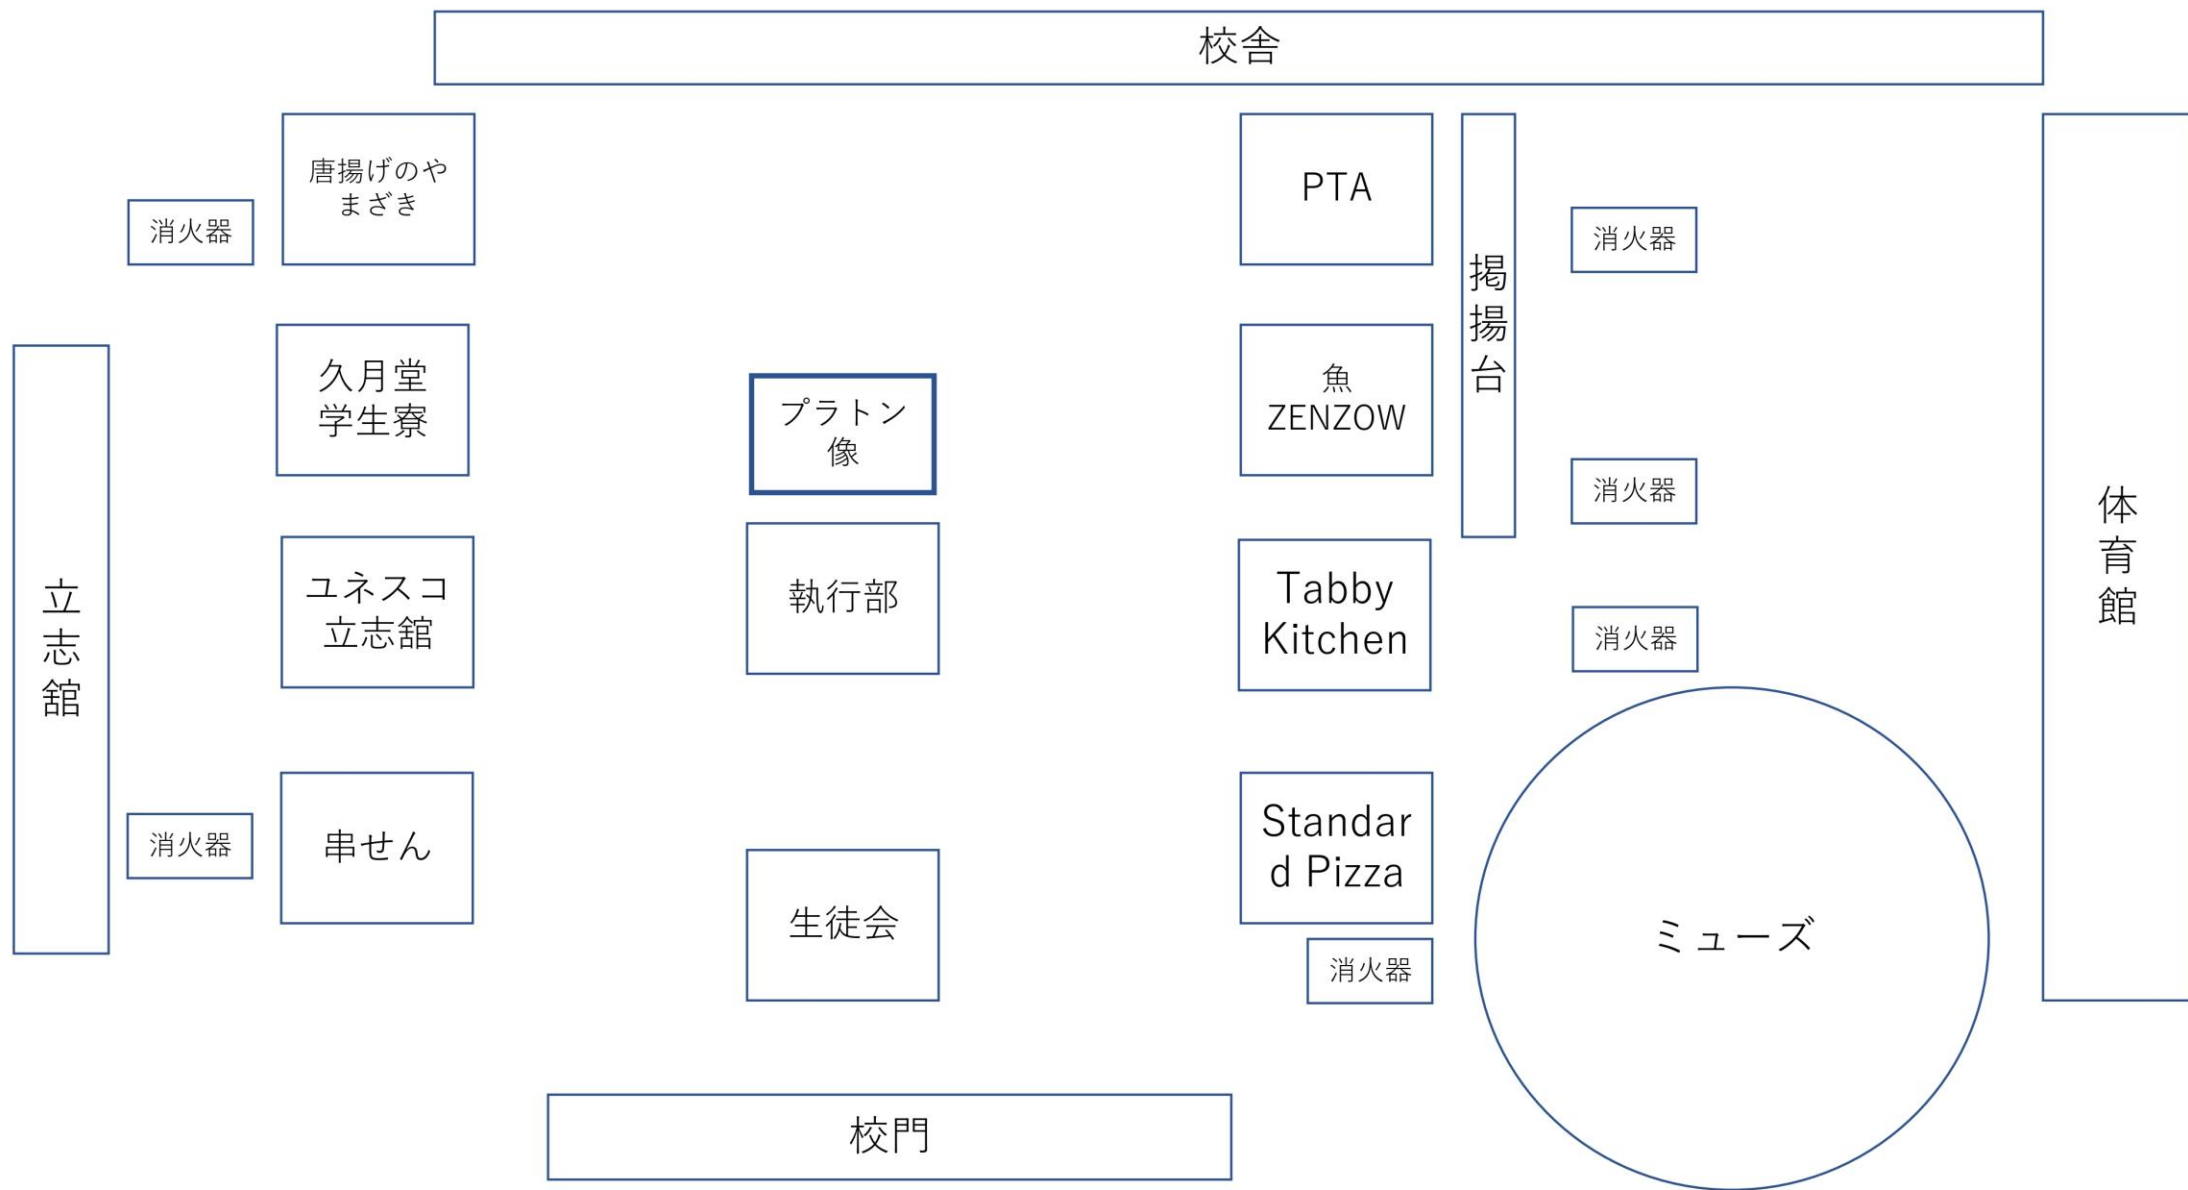 校舎
唐揚げのや
まざき
PTA
消火器
消火器
掲揚台
久月堂
学生寮
プラトン
像
魚
ZENZOW
消火器
立志舘
ユネスコ
立志舘
執行部
Tabby
Kitchen
消火器
体育館
消火器
串せん
生徒会
Standar
d Pizza
消火器
ミューズ
校門